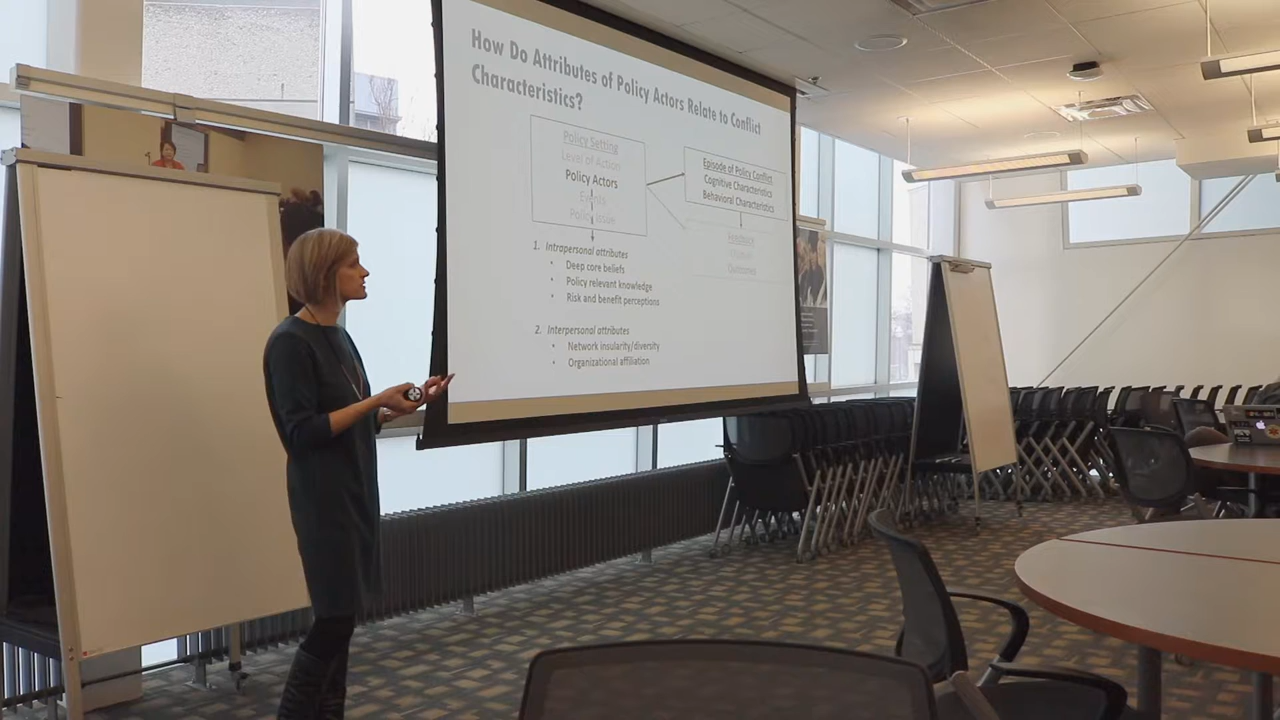 How Do Attributes of Policy Actors Relate to Conflict
Characteristics?
Policy Setting
Level of Action
Policy Actors
Events
Policy Issue
Episode of Policy Conflict
Cognitive Characteristics
Behavioral Characteristics
Feedback
Outcomes
1. Intrapersonal attributes
• Deep core beliefs
• Policy relevant knowledge
• Risk and benefit perceptions
2. Interpersonal attributes
• Network insularity/diversity
• Organizational affiliation